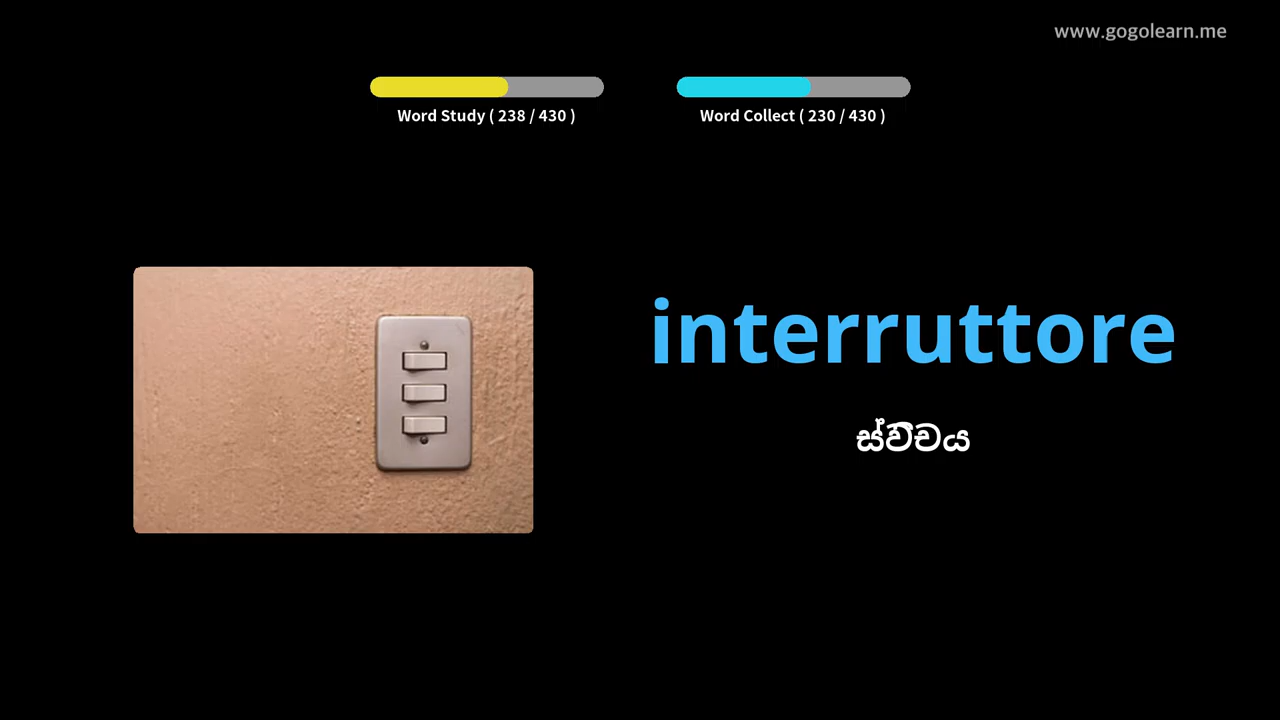 www.gogolearn.me
Word Study ( 238 / 430 )
Word Collect ( 230 / 430 )
interruttore
ස්විචය